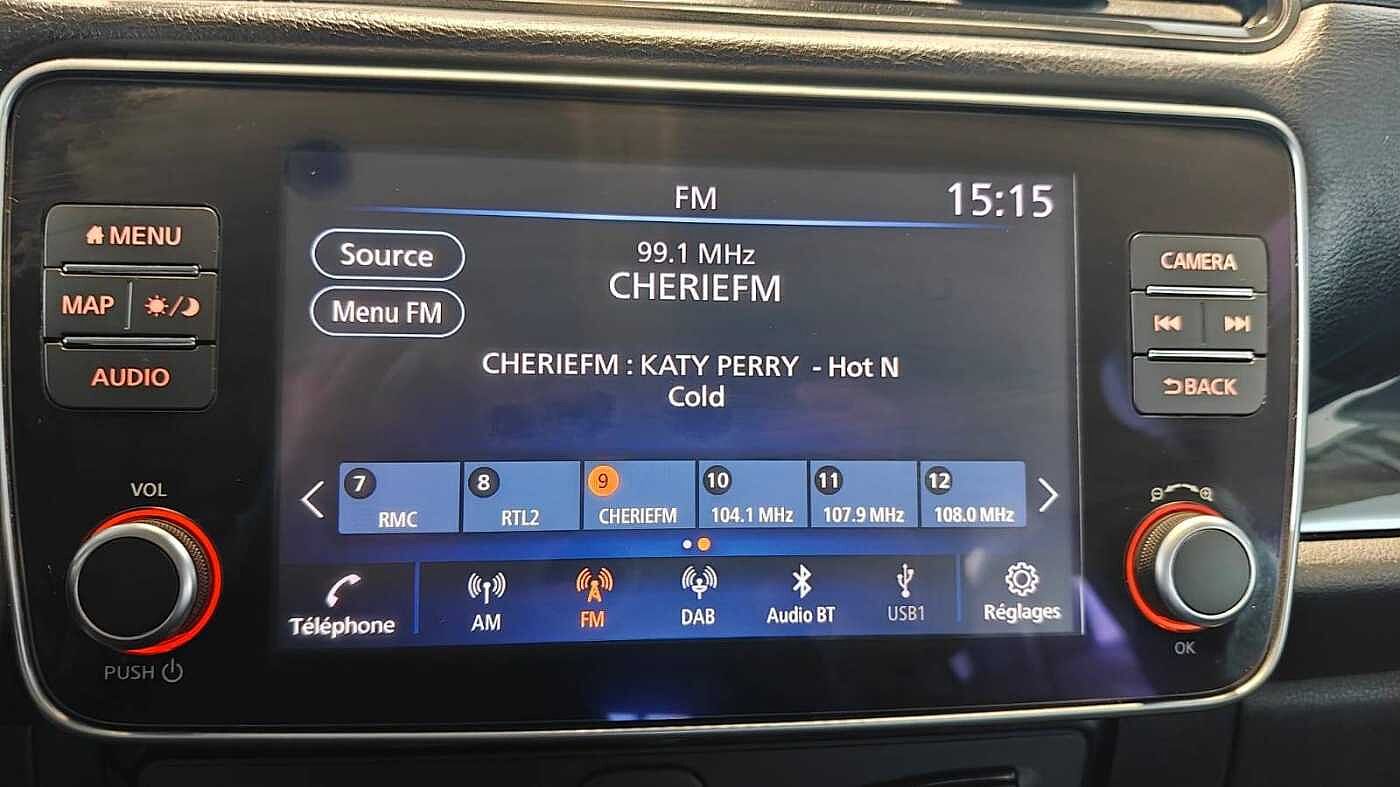 FM
15:15
MENU
MAP
AUDIO
Source
Menu FM
99.1 MHz
CHERIEFM
CHERIEFM : KATY PERRY - Hot N
Cold
CAMERA
BACK
7
RMC
8
RTL2
9
CHERIEFM
10
104.1 MHz
11
107.9 MHz
12
108.0 MHz
VOL
PUSH
OK
Téléphone
AM
FM
DAB
Audio BT
USB1
Réglages